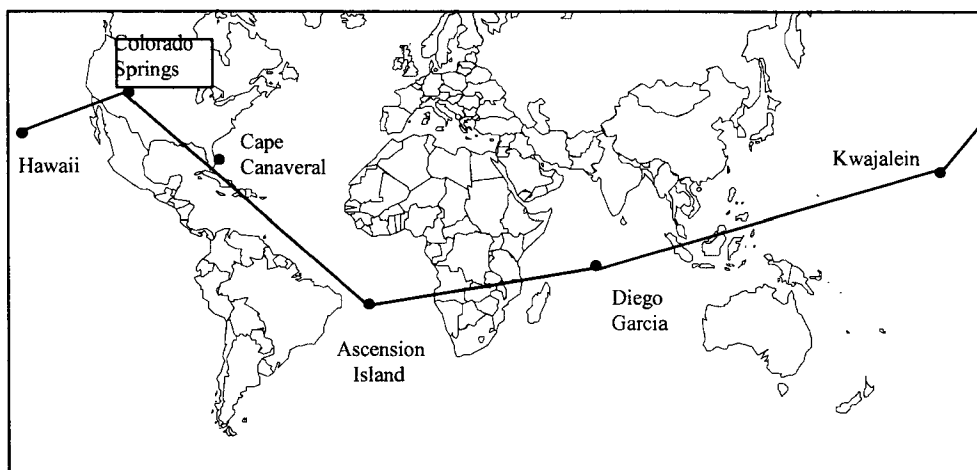 Colorado
Springs
Hawaii
Cape
Canaveral
Kwajalein
Ascension
Island
Diego
Garcia